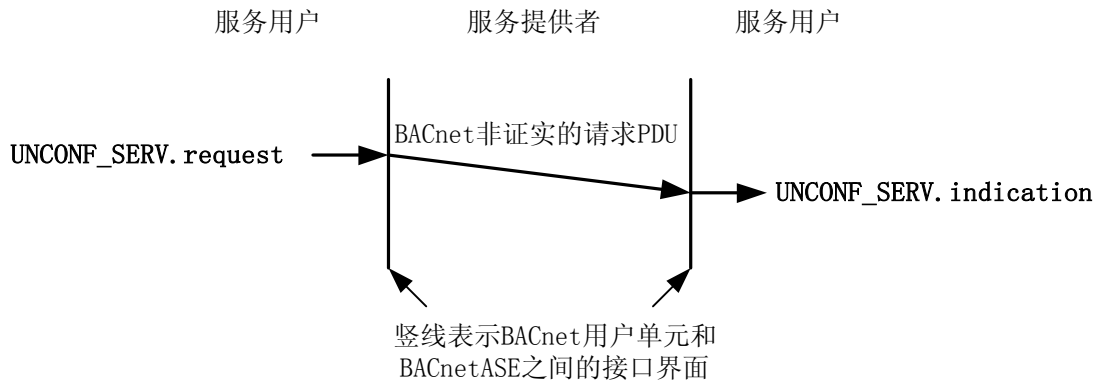 服务用户
服务提供者
服务用户
BACnet非证实的请求PDU
UNCONF_SERV.request
UNCONF_SERV.indication
竖线表示BACnet用户单元和
BACnetASE之间的接口界面